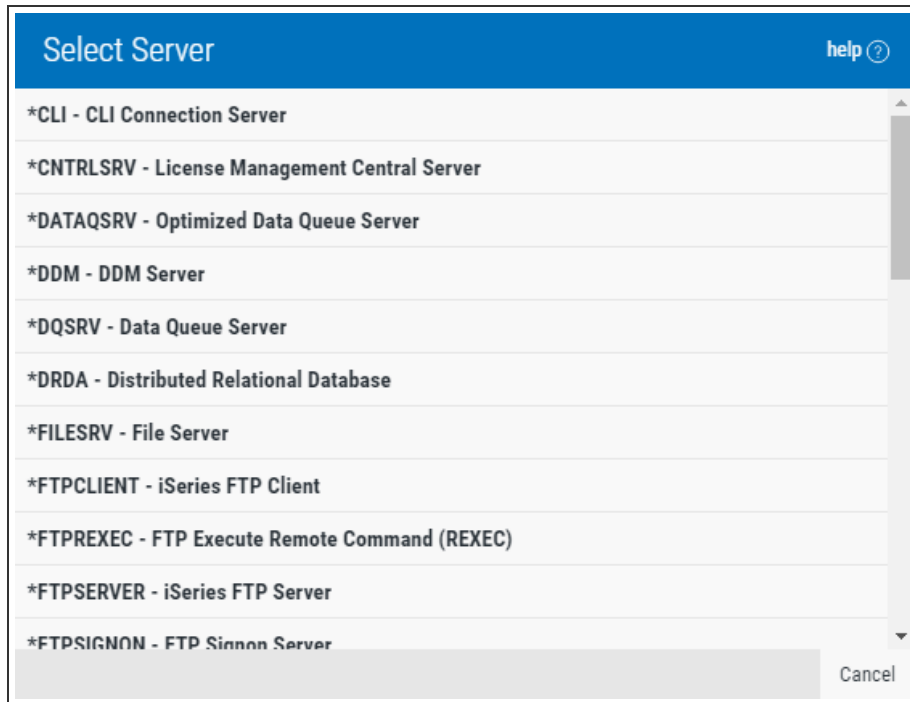 Select Server
help ?
*CLI - CLI Connection Server
*CNTRLSRV - License Management Central Server
*DATAQSRV - Optimized Data Queue Server
*DDM - DDM Server
*DQSRV - Data Queue Server
*DRDA - Distributed Relational Database
*FILESRV - File Server
*FTPCLIENT - iSeries FTP Client
*FTPREXEC - FTP Execute Remote Command (REXEC)
*FTPSERVER - iSeries FTP Server
*FTPSIGNON - FTP Signon Server
Cancel